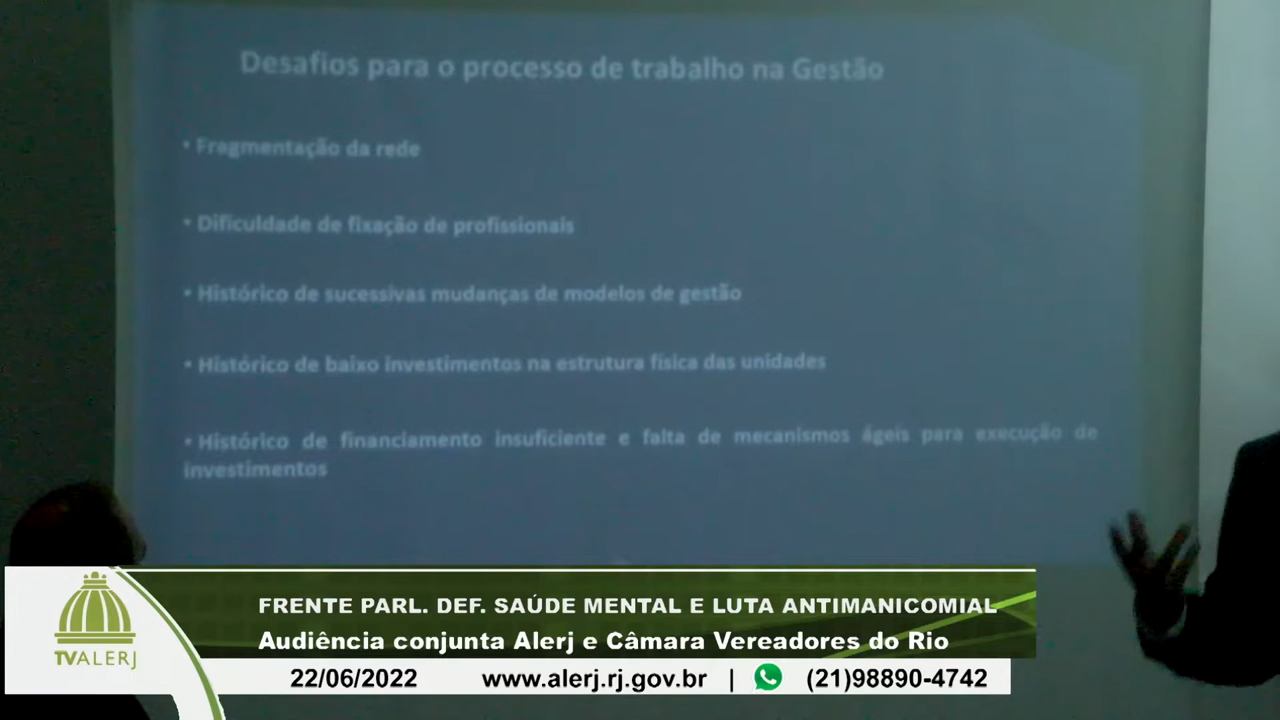 Desafios para o processo de trabalho na Gestão
• Fragmentação da rede
• Dificuldade de fixação de profissionais
• Histórico de sucessivas mudanças de modelos de gestão
• Histórico de baixo investimentos na estrutura física das unidades
• Histórico de financiamento insuficiente e falta de mecanismos ágeis para execução de
investimentos
FRENTE PARL. DEF. SAÚDE MENTAL E LUTA ANTIMANICOMIAL
Audiência conjunta Alerj e Câmara Vereadores do Rio
TVALERJ
22/06/2022 www.alerj.rj.gov.br | (21)98890-4742